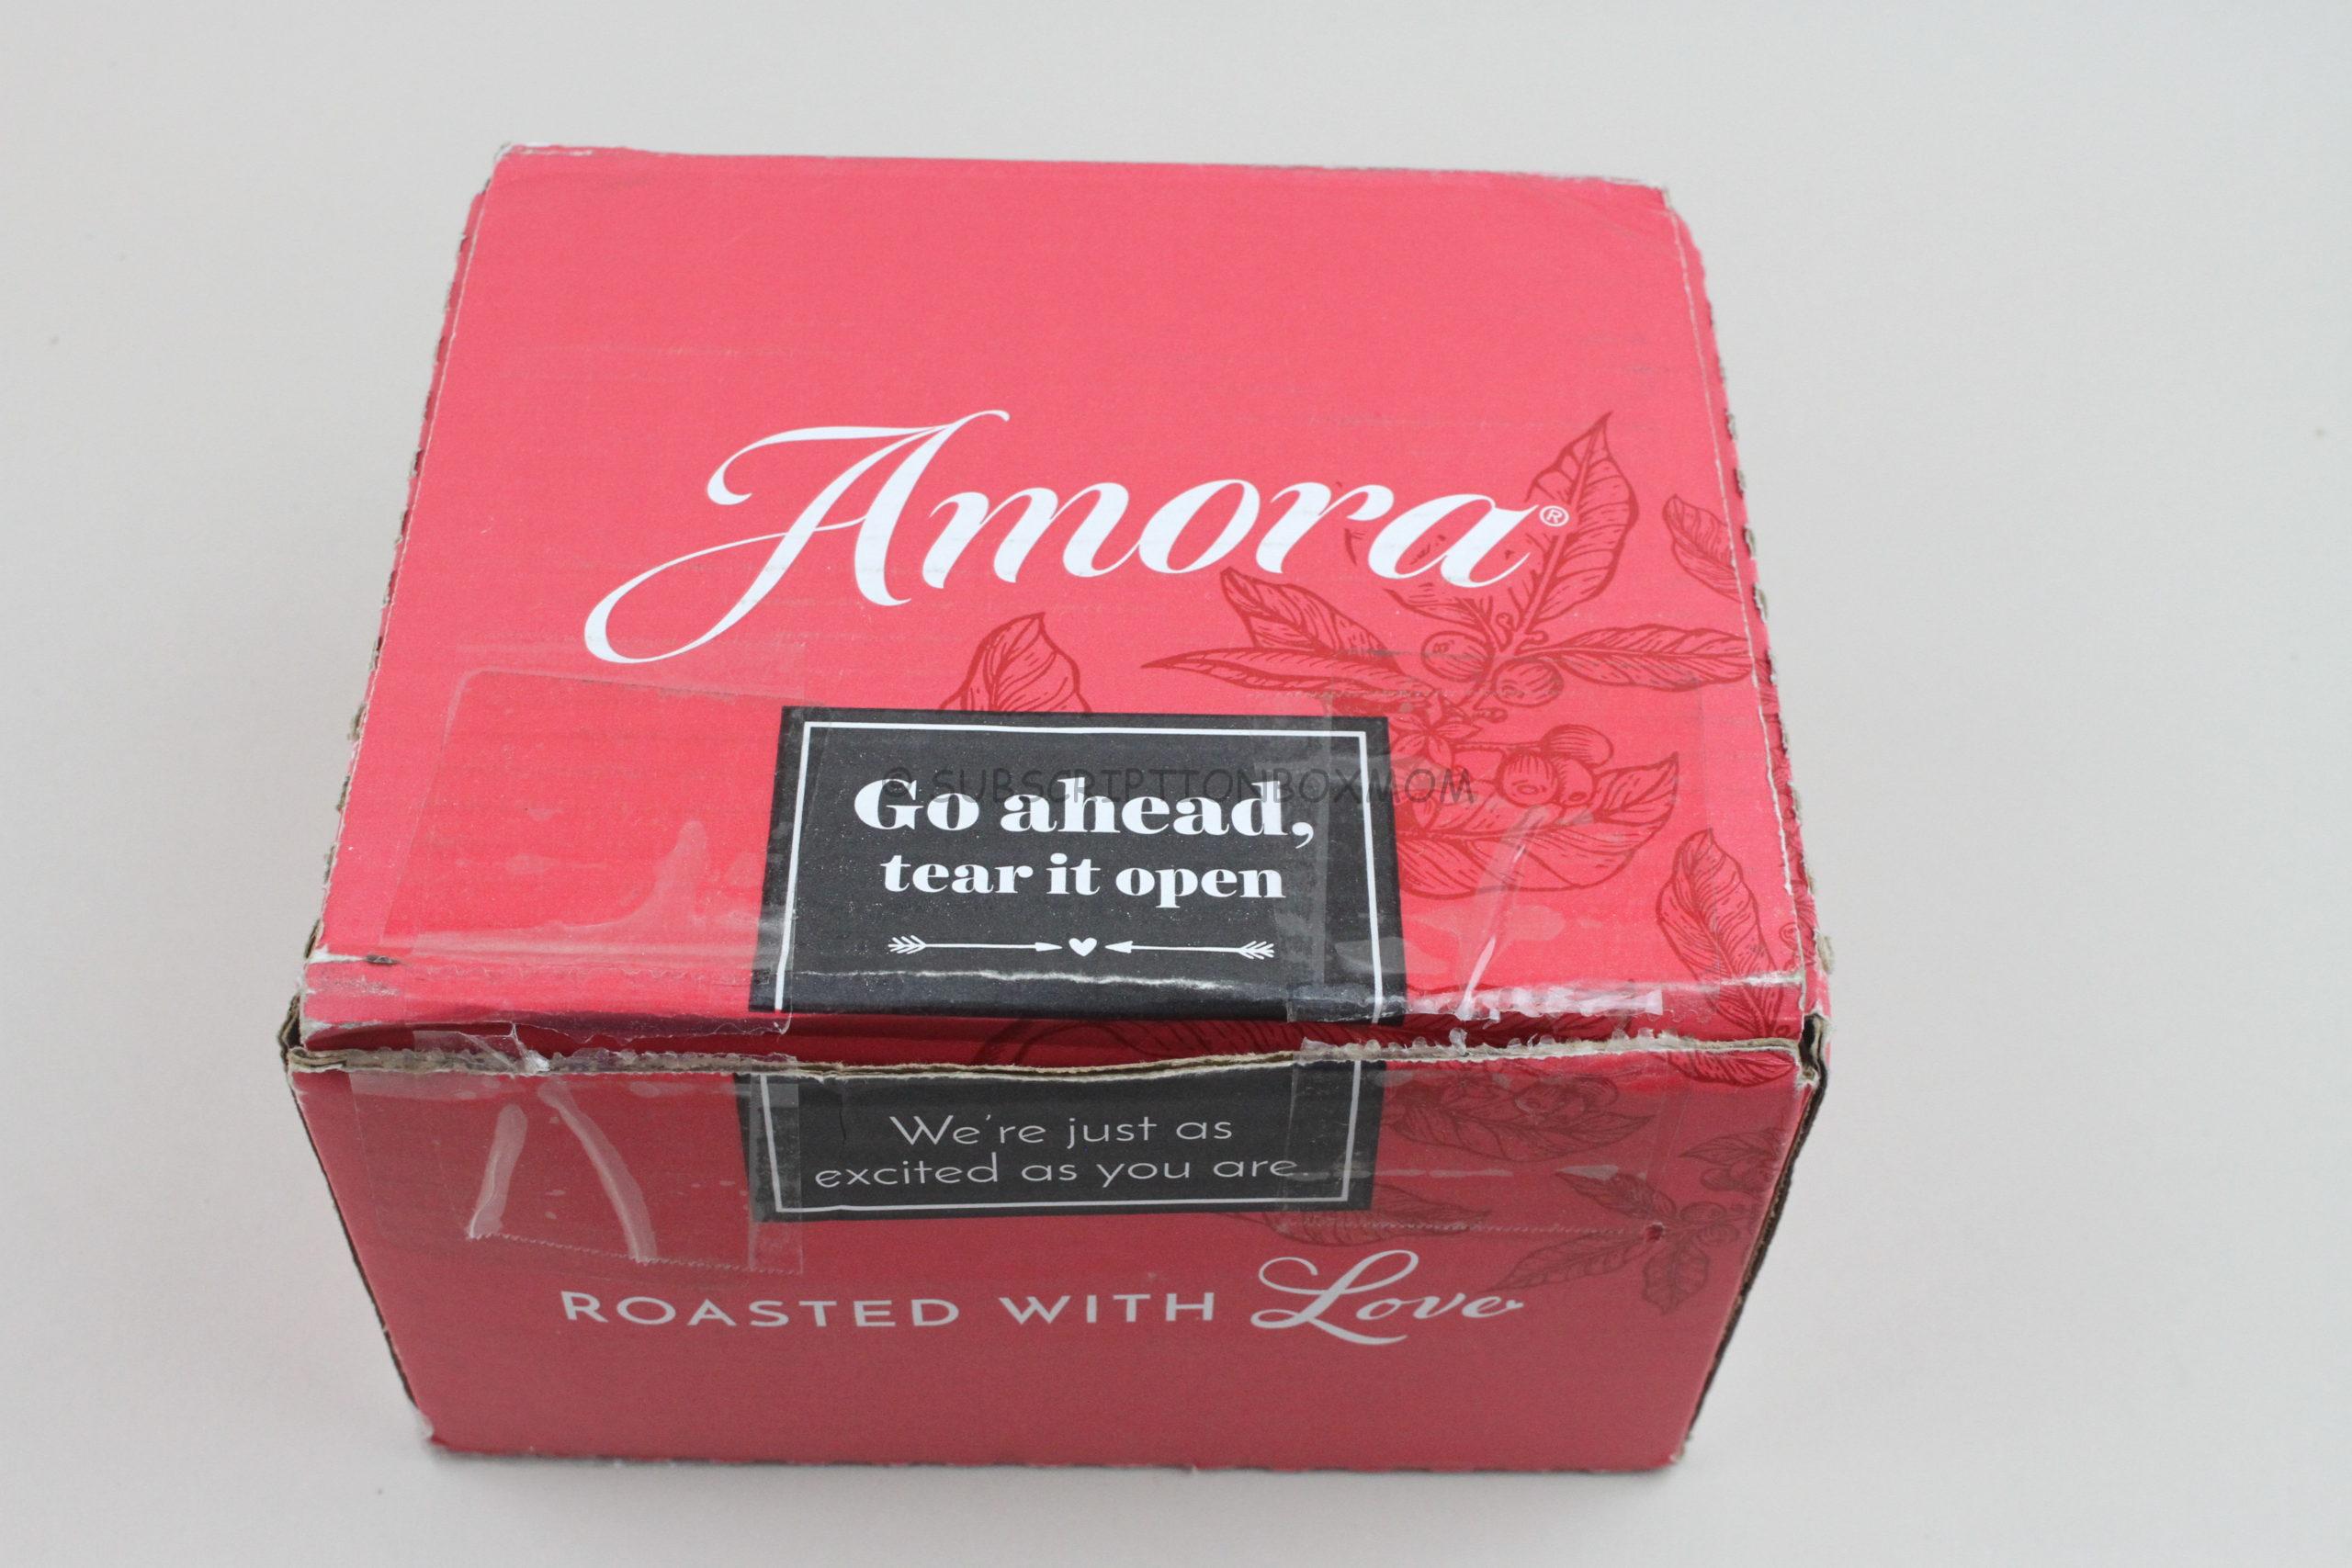 Amora®
© SUBSCRIPTIONBOXMOM
Go ahead,
tear it open
We're just as
excited as you are.
ROASTED WITH Love